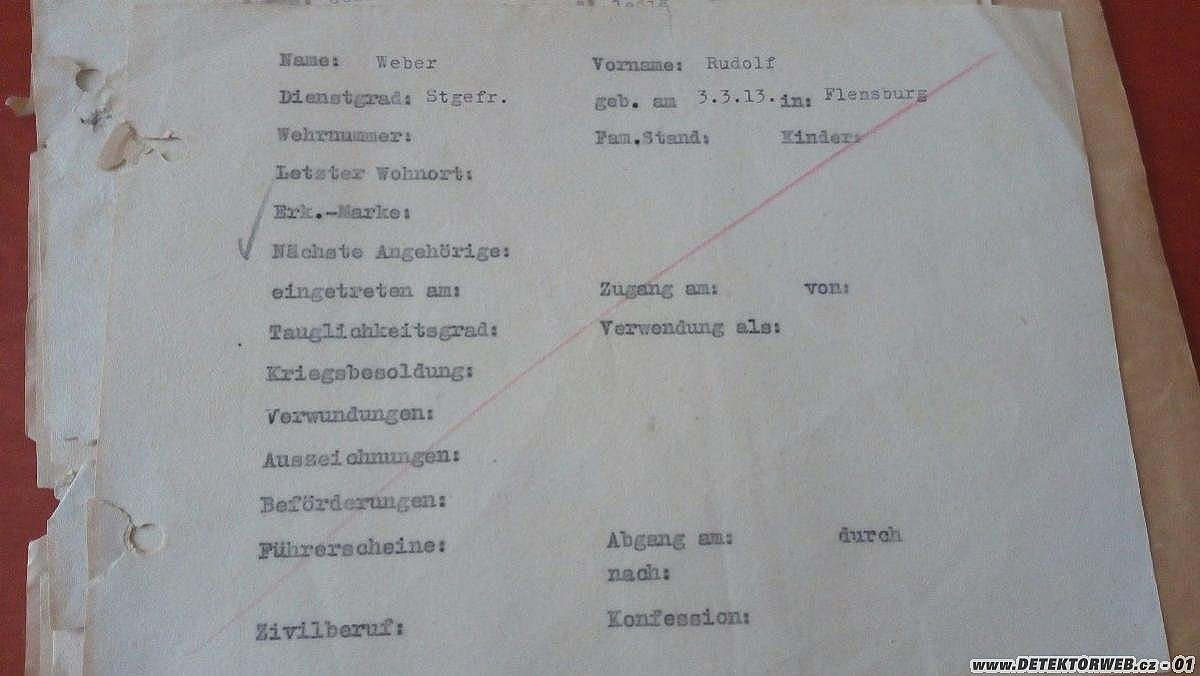 Name: Weber Vorname: Rudolf
Dienstgrad: Stgefr. geb. am 3.3.13. in: Flensburg
Wehrnummer: Fam.Stand: Kinder:
Letzter Wohnort:
Erk.-Marke:
Nächste Angehörige:
eingetreten am: Zugang am: von:
Tauglichkeitsgrad: Verwendung als:
Kriegsbesoldung:
Verwundungen:
Auszeichnungen:
Beförderungen:
Führerscheine: Abgang am: durch
nach:
Zivilberuf: Konfession:
www.DETEKTORWEB.cz - 01